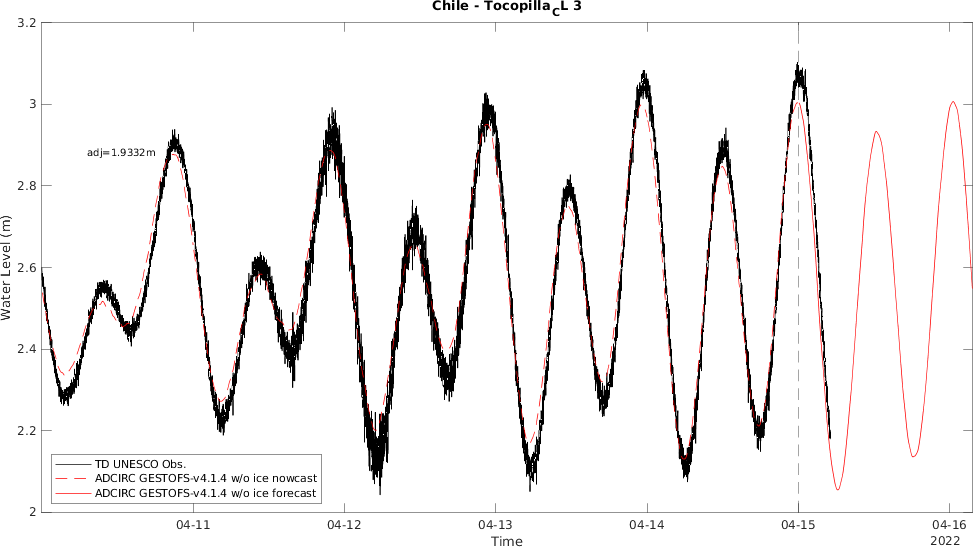 Chile - Tocopilla_CL 3
3.2
3
2.8
2.6
2.4
2.2
2
Water Level (m)
adj=1.9332m
TD UNESCO Obs.
ADCIRC GESTOFS-v4.1.4 w/o ice nowcast
ADCIRC GESTOFS-v4.1.4 w/o ice forecast
04-11
04-12
04-13
04-14
04-15
04-16
Time
2022